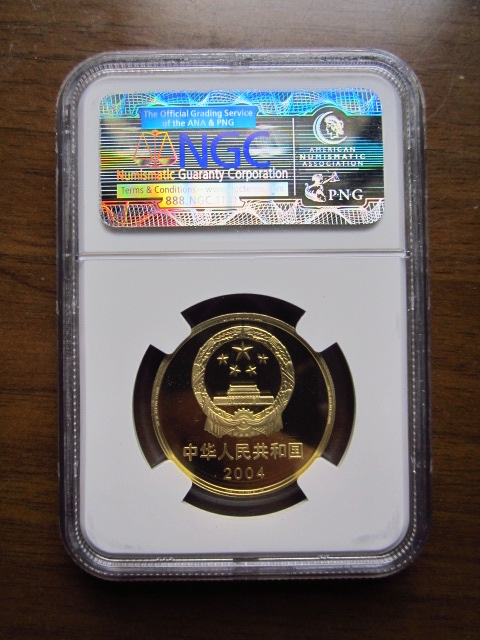 The Official Grading Service
of the ANA & PNG
NGC
Numismatic Guaranty Corporation
Terms & Conditions
888.NGC
AMERICAN
NUMISMATIC
ASSOCIATION
PNG
中华人民共和国
2004